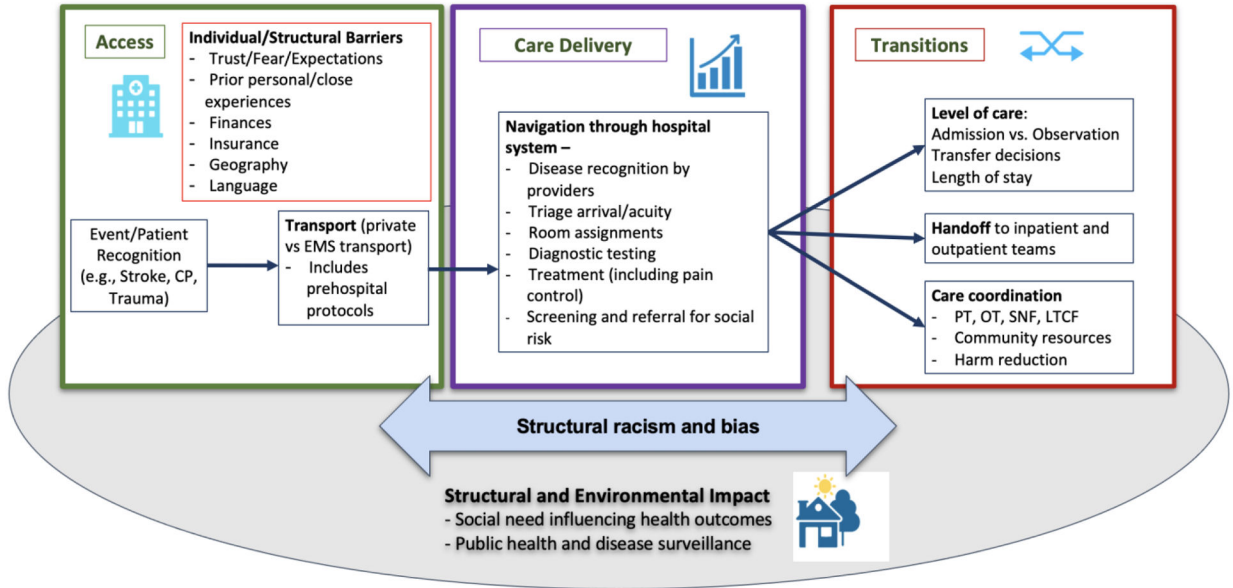 Access
Individual/Structural Barriers
- Trust/Fear/Expectations
- Prior personal/close
experiences
- Finances
- Insurance
- Geography
- Language
Event/Patient
Recognition
(e.g., Stroke, CP,
Trauma)
Transport (private
vs EMS transport)
- Includes
prehospital
protocols
Care Delivery
Navigation through hospital
system –
- Disease recognition by
providers
- Triage arrival/acuity
- Room assignments
- Diagnostic testing
- Treatment (including pain
control)
- Screening and referral for social
risk
Transitions
Level of care:
Admission vs. Observation
Transfer decisions
Length of stay
Handoff to inpatient and
outpatient teams
Care coordination
- PT, OT, SNF, LTCF
- Community resources
- Harm reduction
Structural racism and bias
Structural and Environmental Impact
- Social need influencing health outcomes
- Public health and disease surveillance